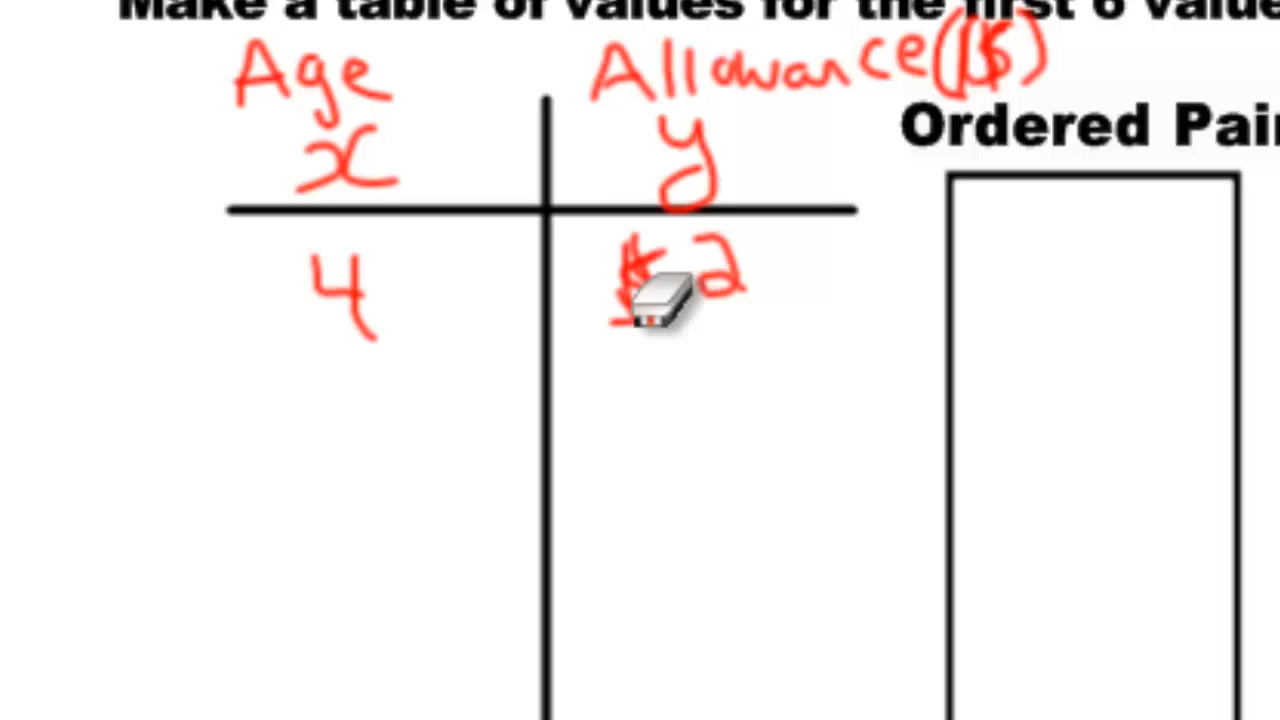 Make a table of values for the first 6 value
Age Allowance($)
x y
Ordered Pair
4 $2